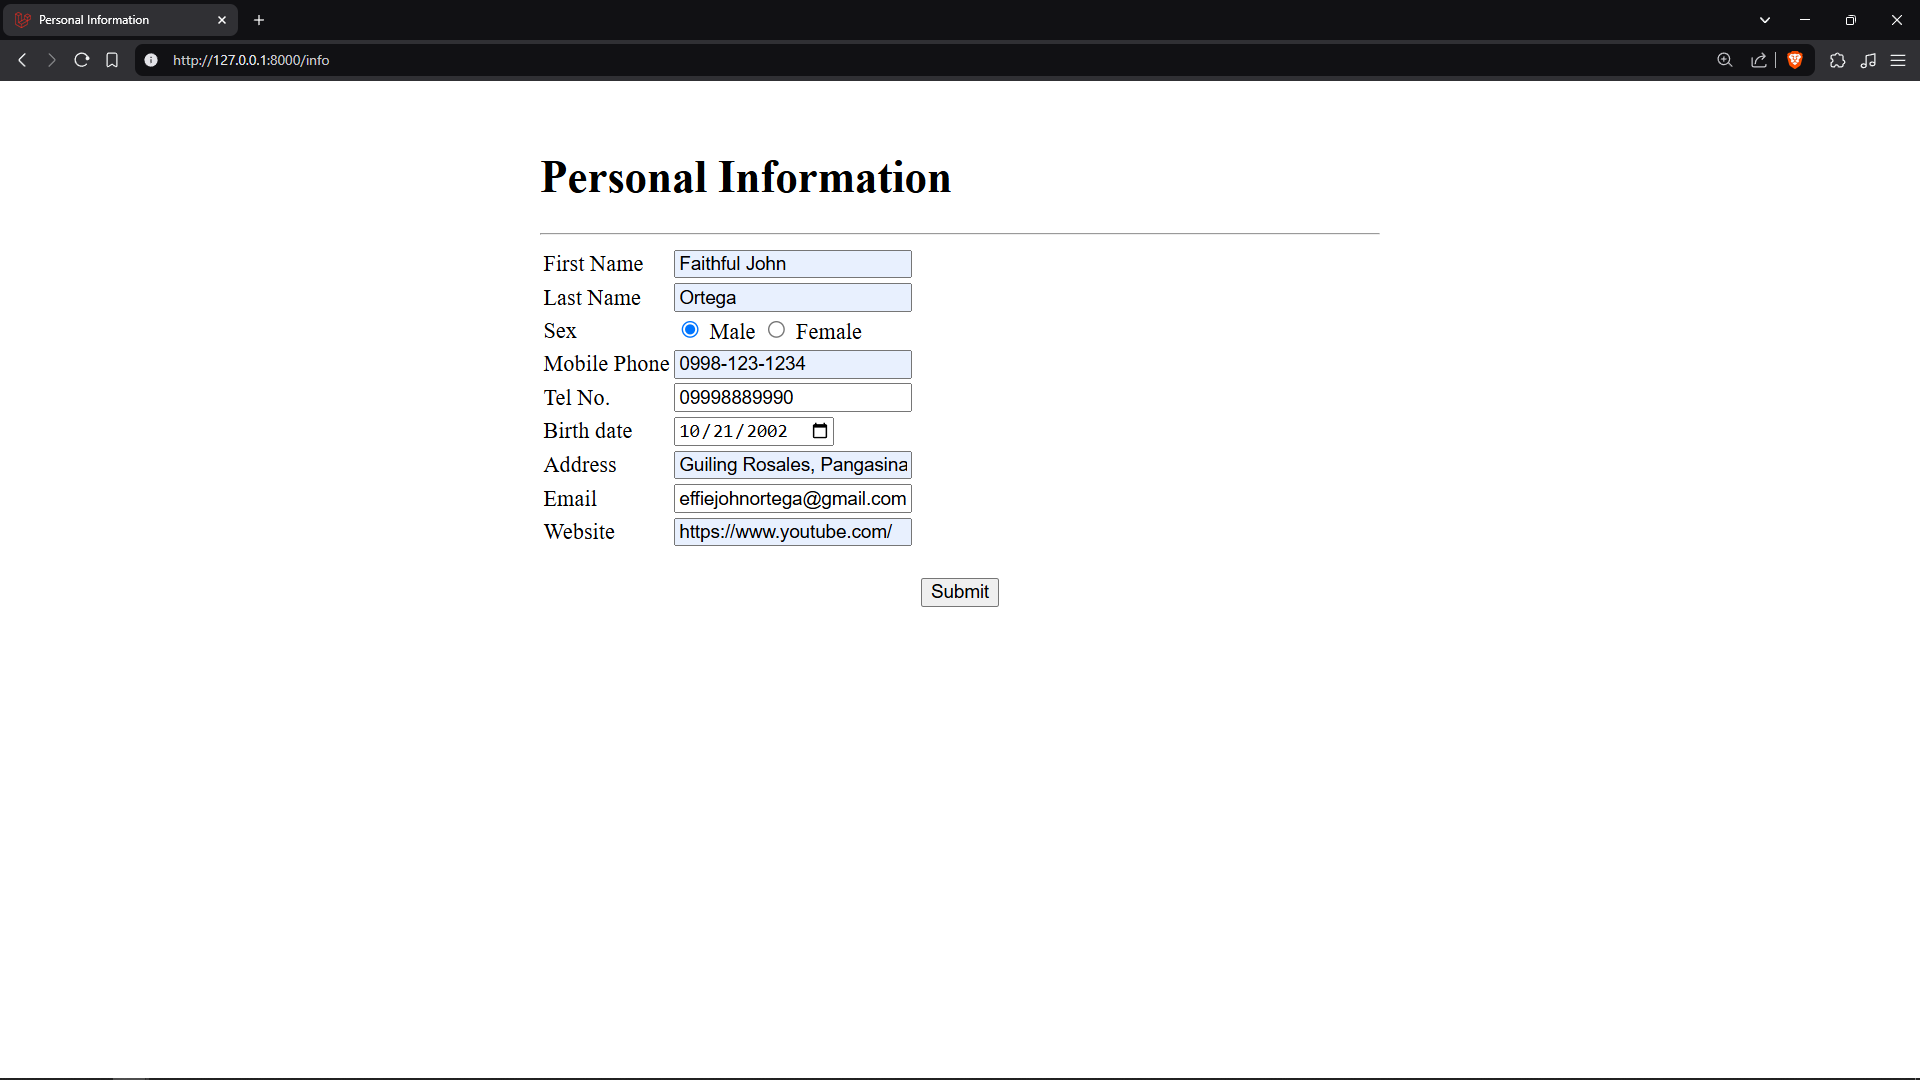 Personal Information
http://127.0.0.1:8000/info
Personal Information
First Name Faithful John
Last Name Ortega
Sex Male Female
Mobile Phone 0998-123-1234
Tel No. 09998889990
Birth date 10/21/2002
Address Guiling Rosales, Pangasina
Email effiejohnortega@gmail.com
Website https://www.youtube.com/
Submit